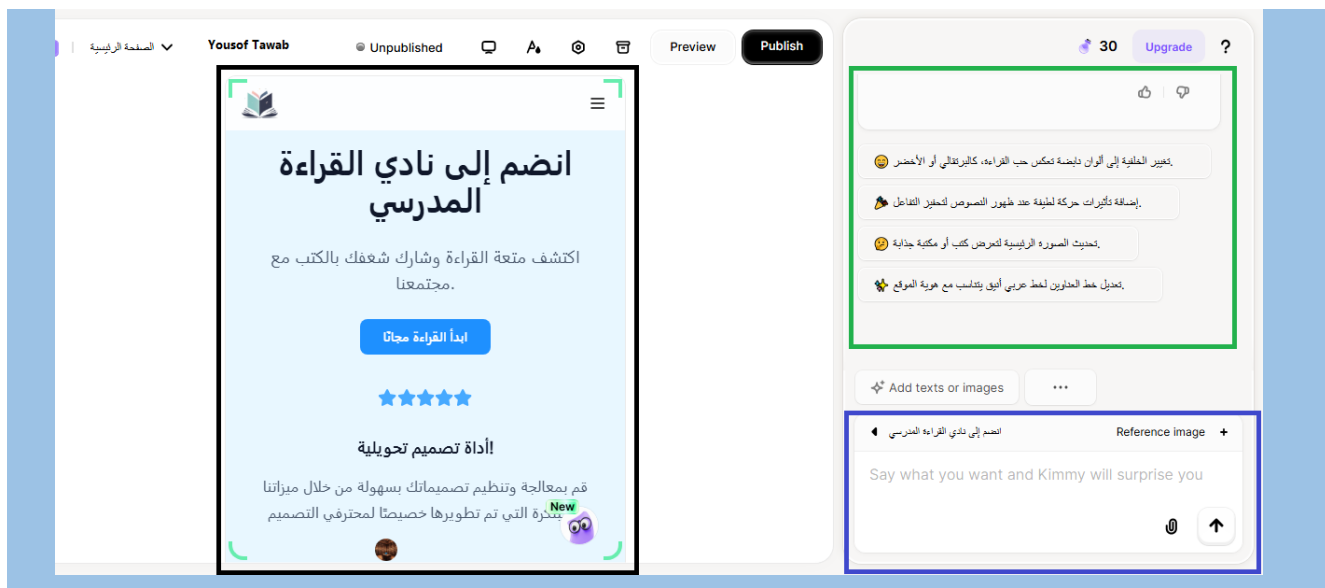 الصفحة الرئيسية
Yousof Tawab
Unpublished
Preview
Publish
30
Upgrade
?
انضم إلى نادي القراءة
المدرسي
اكتشف متعة القراءة وشارك شغفك بالكتب مع
مجتمعنا.
ابدأ القراءة مجانًا
أداة تصميم تحويلية!
قم بمعالجة وتنظيم تصميماتك بسهولة من خلال ميزاتنا
التي تم تطويرها خصيصًا لمحترفي التصميم
New
تغيير الخلفية إلى ألوان نابضة تعكس حب القراءة، كالبرتقالي أو الأخضر.
إضافة تأثيرات حركة لطيفة عند ظهور النصوص لتحفيز التفاعل.
تحديث الصورة الرئيسية لتعرض كتب أو مكتبة جذابة.
تعديل خط العناوين لخط عربي أنيق يتناسب مع هوية الموقع.
Add texts or images
انضم إلى نادي القراءة المدرسي
Reference image +
Say what you want and Kimmy will surprise you